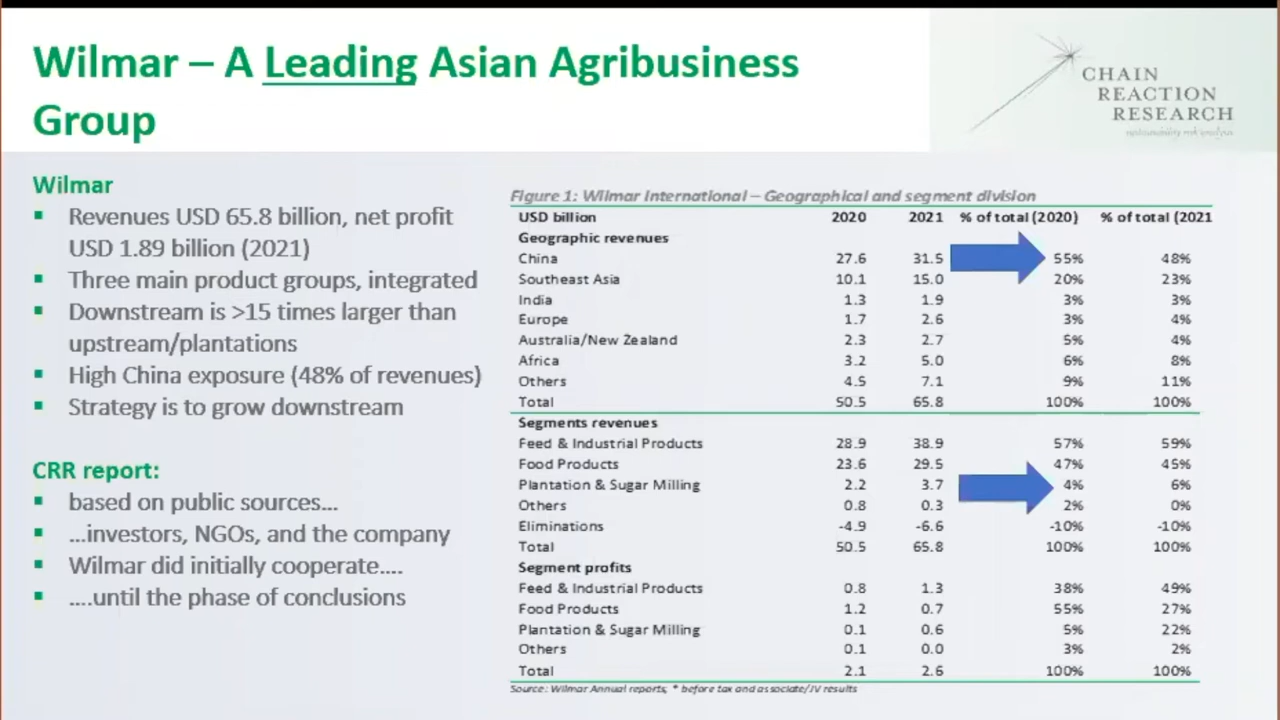 Wilmar – A Leading Asian Agribusiness
Group
CHAIN
REACTION
RESEARCH
sustainability risk analysis
Wilmar
▪ Revenues USD 65.8 billion, net profit
USD 1.89 billion (2021)
▪ Three main product groups, integrated
▪ Downstream is >15 times larger than
upstream/plantations
▪ High China exposure (48% of revenues)
▪ Strategy is to grow downstream
CRR report:
▪ based on public sources…
▪ …investors, NGOs, and the company
▪ Wilmar did initially cooperate….
▪ ….until the phase of conclusions
Figure 1: Wilmar International – Geographical and segment division
USD billion 2020 2021 % of total (2020) % of total (2021
Geographic revenues
China 27.6 31.5 55% 48%
Southeast Asia 10.1 15.0 20% 23%
India 1.3 1.9 3% 3%
Europe 1.7 2.6 3% 4%
Australia/New Zealand 2.3 2.7 5% 4%
Africa 3.2 5.0 6% 8%
Others 4.5 7.1 9% 11%
Total 50.5 65.8 100% 100%
Segments revenues
Feed & Industrial Products 28.9 38.9 57% 59%
Food Products 23.6 29.5 47% 45%
Plantation & Sugar Milling 2.2 3.7 4% 6%
Others 0.8 0.3 2% 0%
Eliminations -4.9 -6.6 -10% -10%
Total 50.5 65.8 100% 100%
Segment profits
Feed & Industrial Products 0.8 1.3 38% 49%
Food Products 1.2 0.7 55% 27%
Plantation & Sugar Milling 0.1 0.6 5% 22%
Others 0.1 0.0 3% 2%
Total 2.1 2.6 100% 100%
Source: Wilmar Annual reports, * before tax and associate/JV results